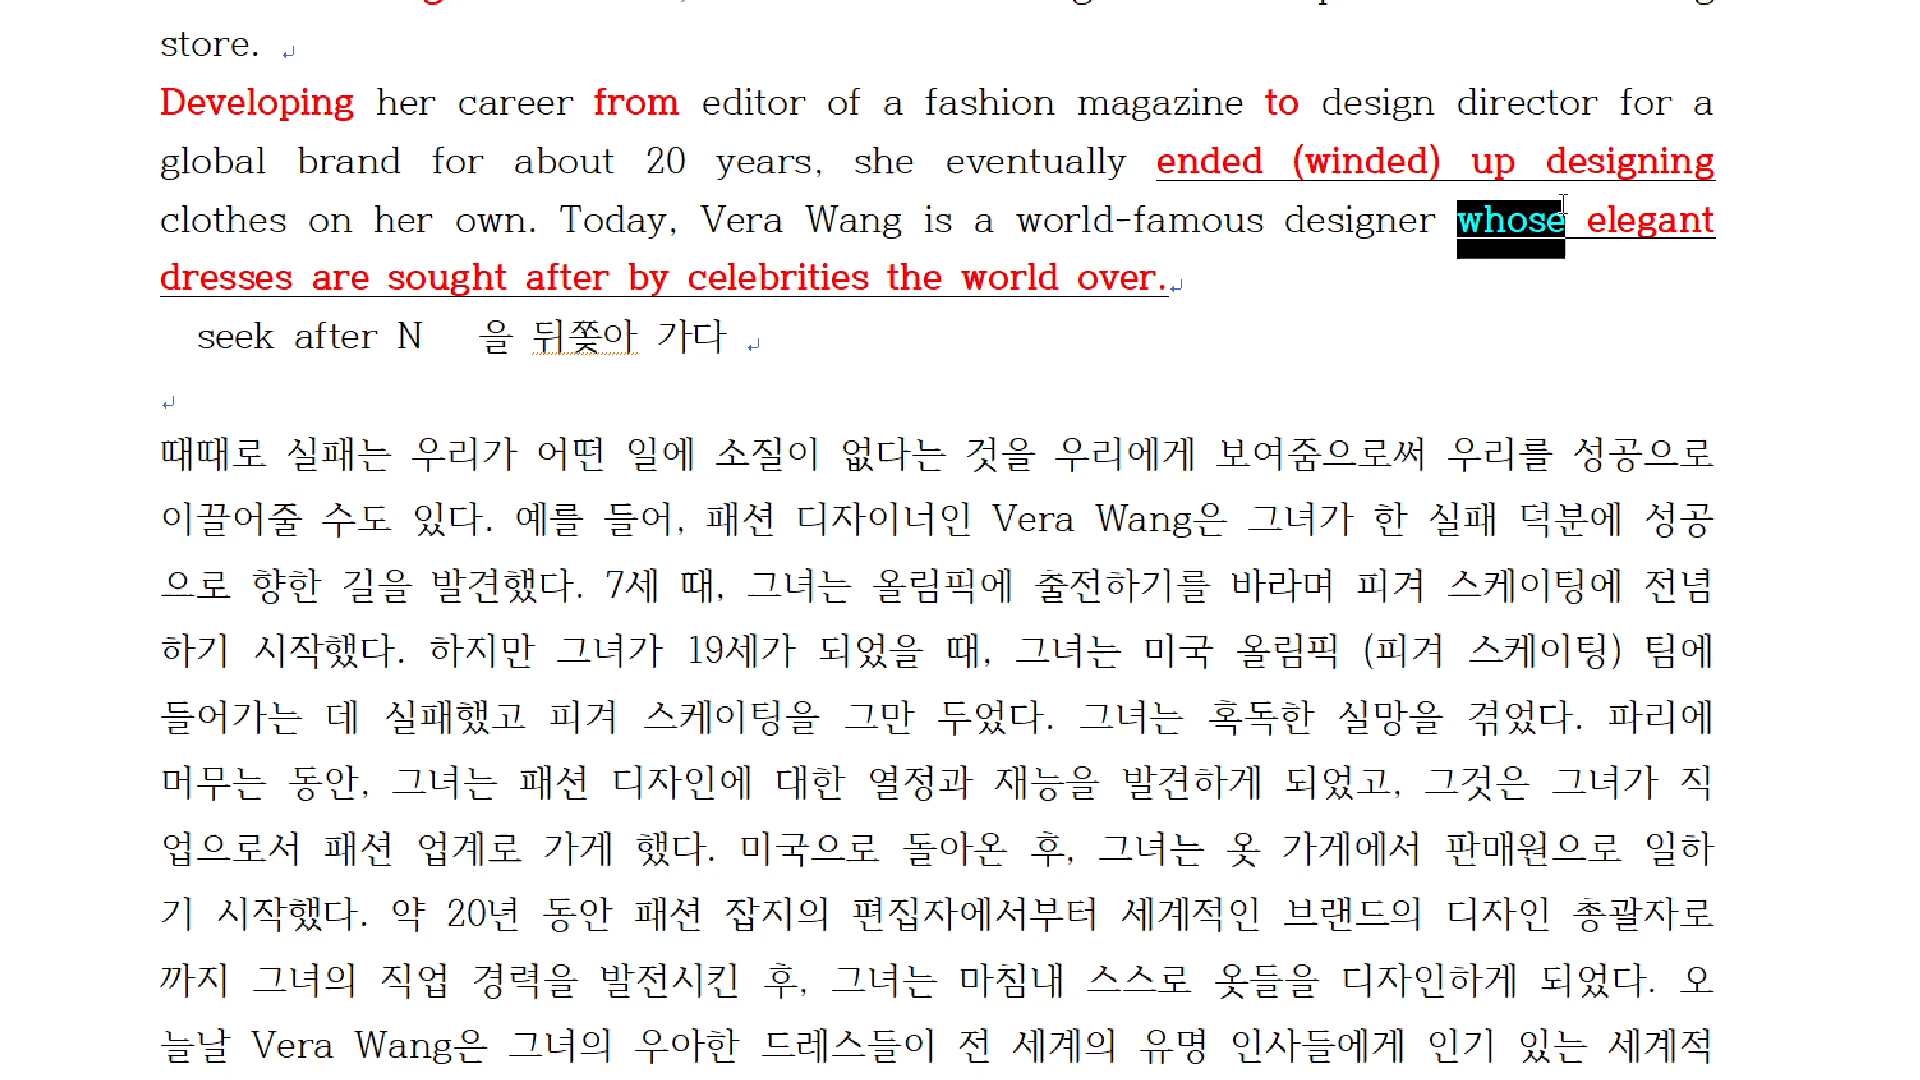 store.
Developing her career from editor of a fashion magazine to design director for a
global brand for about 20 years, she eventually ended (winded) up designing
clothes on her own. Today, Vera Wang is a world-famous designer whose elegant
dresses are sought after by celebrities the world over.
seek after N 을 뒤쫓아 가다
때때로 실패는 우리가 어떤 일에 소질이 없다는 것을 우리에게 보여줌으로써 우리를 성공으로
이끌어줄 수도 있다. 예를 들어, 패션 디자이너인 Vera Wang은 그녀가 한 실패 덕분에 성공
으로 향한 길을 발견했다. 7세 때, 그녀는 올림픽에 출전하기를 바라며 피겨 스케이팅에 전념
하기 시작했다. 하지만 그녀가 19세가 되었을 때, 그녀는 미국 올림픽 (피겨 스케이팅) 팀에
들어가는 데 실패했고 피겨 스케이팅을 그만 두었다. 그녀는 혹독한 실망을 겪었다. 파리에
머무는 동안, 그녀는 패션 디자인에 대한 열정과 재능을 발견하게 되었고, 그것은 그녀가 직
업으로서 패션 업계로 가게 했다. 미국으로 돌아온 후, 그녀는 옷 가게에서 판매원으로 일하
기 시작했다. 약 20년 동안 패션 잡지의 편집자에서부터 세계적인 브랜드의 디자인 총괄자로
까지 그녀의 직업 경력을 발전시킨 후, 그녀는 마침내 스스로 옷들을 디자인하게 되었다. 오
늘날 Vera Wang은 그녀의 우아한 드레스들이 전 세계의 유명 인사들에게 인기 있는 세계적